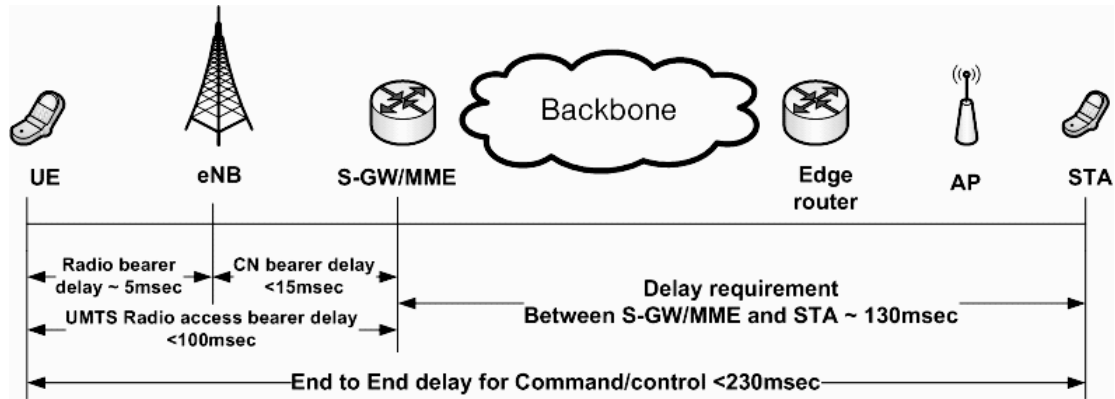 Backbone
UE
eNB
S-GW/MME
Edge
router
AP
STA
Radio bearer
delay ~ 5msec
CN bearer delay
<15msec
UMTS Radio access bearer delay
<100msec
Delay requirement
Between S-GW/MME and STA ~ 130msec
End to End delay for Command/control <230msec